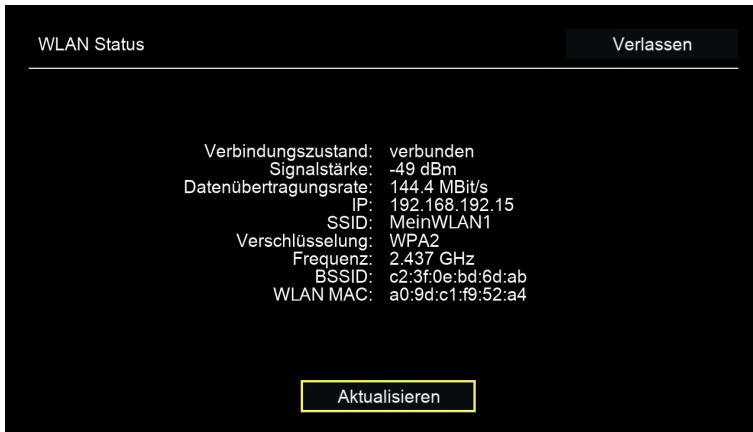 WLAN Status
Verlassen
Verbindungszustand: verbunden
Signalstärke: -49 dBm
Datenübertragungsrate: 144.4 MBit/s
IP: 192.168.192.15
SSID: MeinWLAN1
Verschlüsselung: WPA2
Frequenz: 2.437 GHz
BSSID: c2:3f:0e:bd:6d:ab
WLAN MAC: a0:9d:c1:f9:52:a4
Aktualisieren